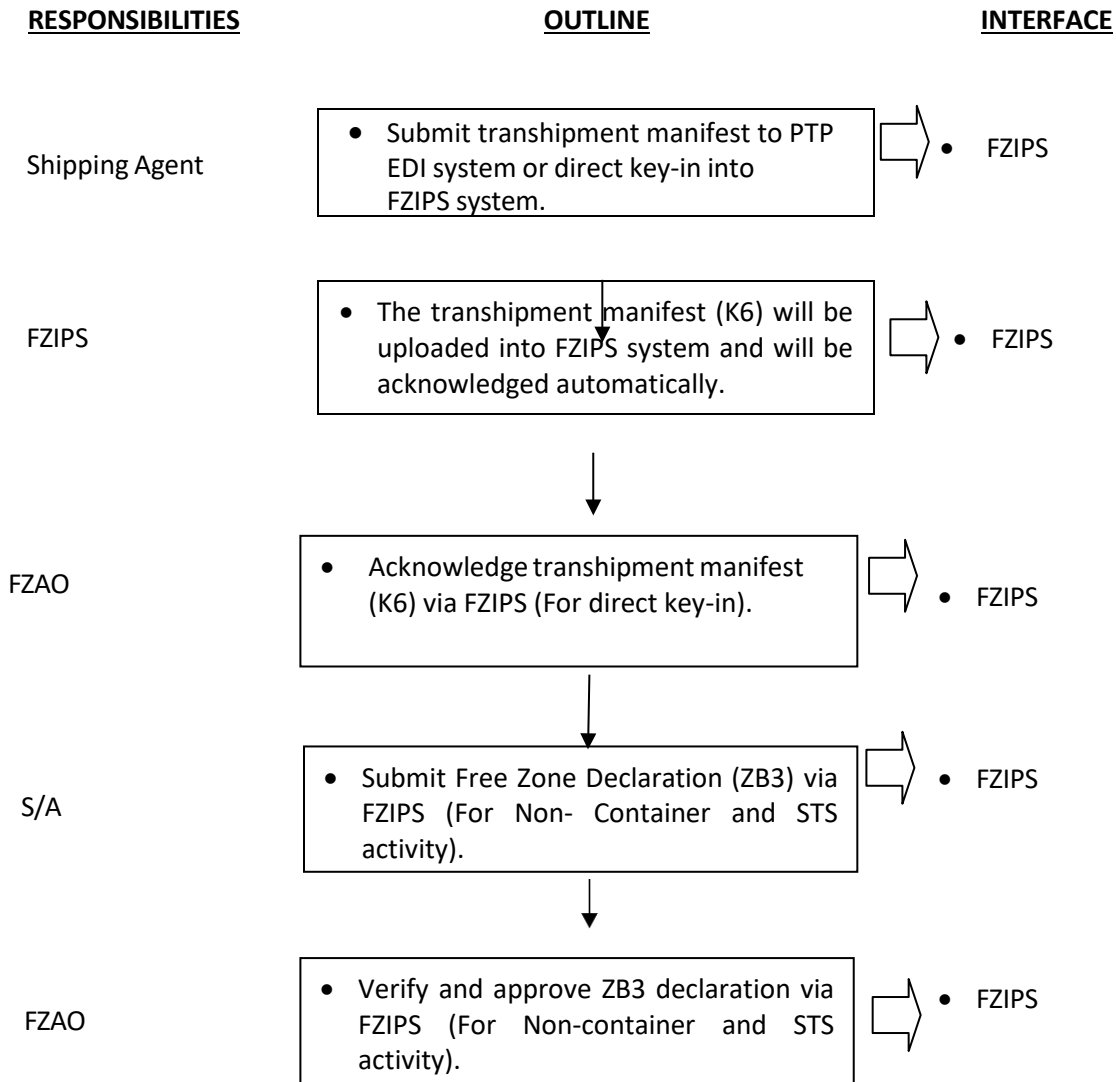 RESPONSIBILITIES OUTLINE INTERFACE
Shipping Agent
• Submit transhipment manifest to PTP
EDI system or direct key-in into
FZIPS system.
• FZIPS
FZIPS
• The transhipment manifest (K6) will be
uploaded into FZIPS system and will be
acknowledged automatically.
• FZIPS
FZAO
• Acknowledge transhipment manifest
(K6) via FZIPS (For direct key-in).
• FZIPS
S/A
• Submit Free Zone Declaration (ZB3) via
FZIPS (For Non- Container and STS
activity).
• FZIPS
FZAO
• Verify and approve ZB3 declaration via
FZIPS (For Non-container and STS
activity).
• FZIPS